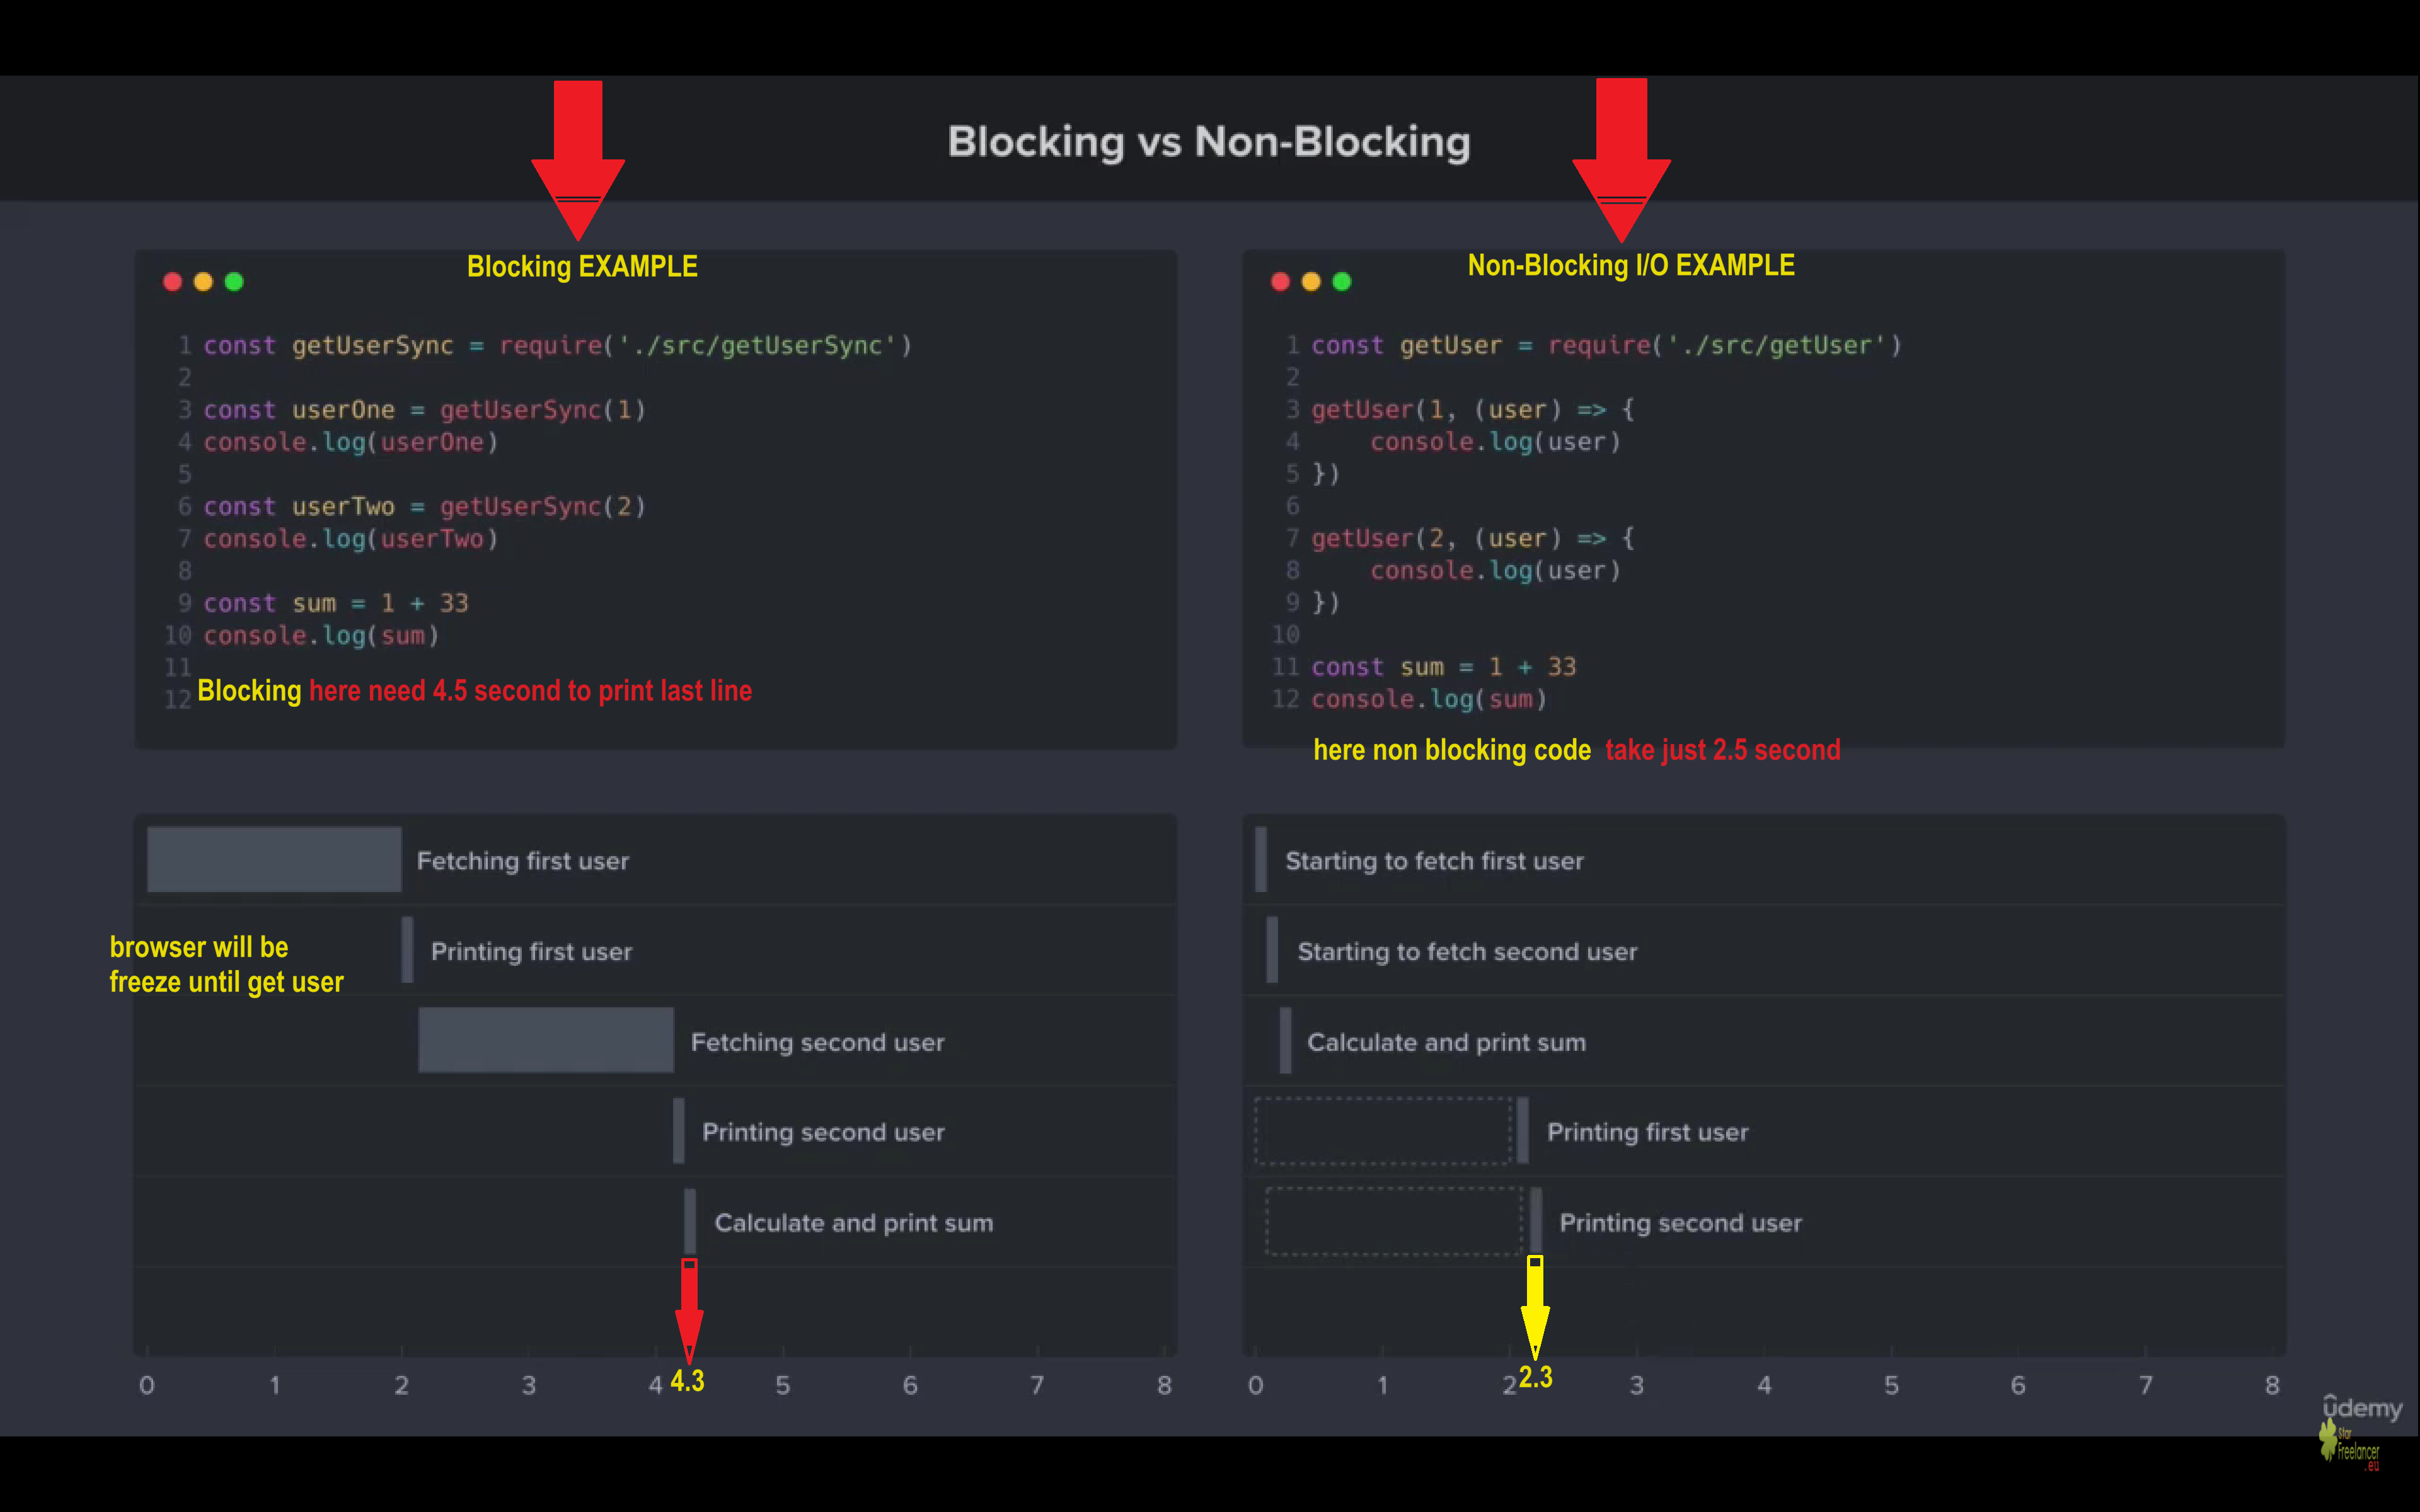 Blocking vs Non-Blocking
Blocking EXAMPLE
1 const getUserSync = require('./src/getUserSync')
2
3 const userOne = getUserSync(1)
4 console.log(userOne)
5
6 const userTwo = getUserSync(2)
7 console.log(userTwo)
8
9 const sum = 1 + 33
10 console.log(sum)
11
12
Blocking here need 4.5 second to print last line
Non-Blocking I/O EXAMPLE
1 const getUser = require('./src/getUser')
2
3 getUser(1, (user) => {
4     console.log(user)
5 })
6
7 getUser(2, (user) => {
8     console.log(user)
9 })
10
11 const sum = 1 + 33
12 console.log(sum)
here non blocking code take just 2.5 second
Fetching first user
Printing first user
browser will be
freeze until get user
Fetching second user
Printing second user
Calculate and print sum
0 1 2 3 4 4.3 5 6 7 8
Starting to fetch first user
Starting to fetch second user
Calculate and print sum
Printing first user
Printing second user
0 1 2 2.3 3 4 5 6 7 8
ûdemy
Star
Freelancer
.eu